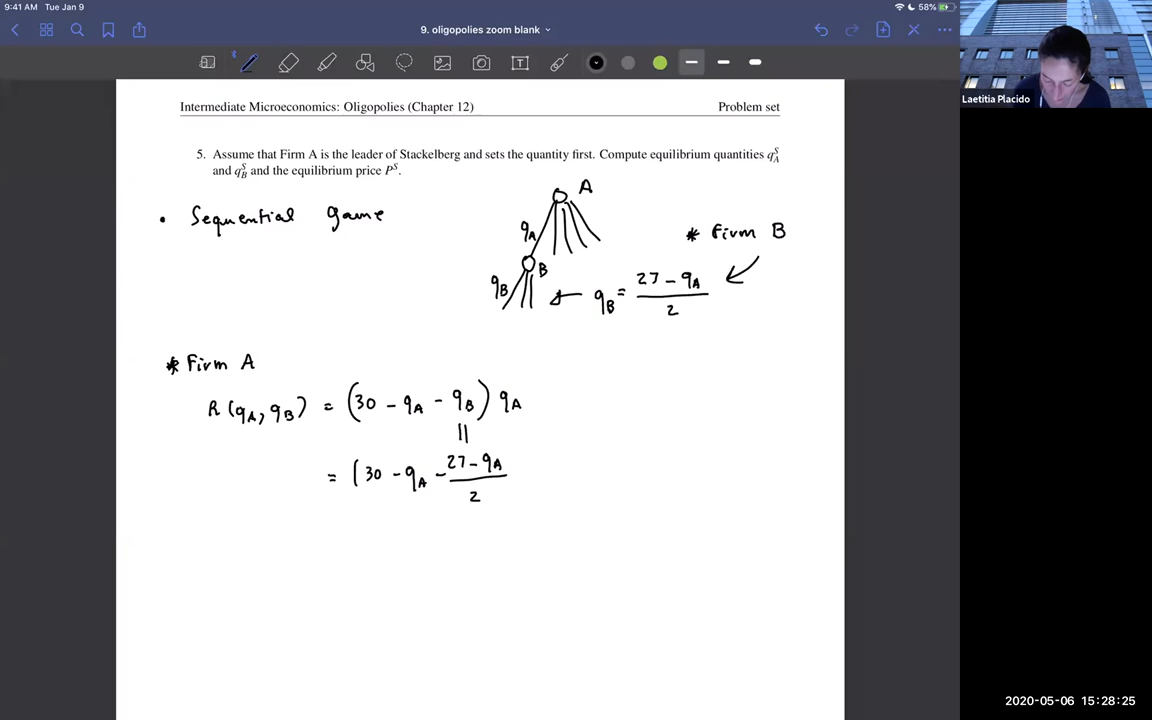 9:41 AM Tue Jan 9
58%
9. oligopolies zoom blank
Laetitia Placido
Intermediate Microeconomics: Oligopolies (Chapter 12) Problem set
5. Assume that Firm A is the leader of Stackelberg and sets the quantity first. Compute equilibrium quantities q_A^S
and q_B^S and the equilibrium price P^S.
• Sequential game
A
q_A
B
q_B
* Firm B
q_B = (27 - q_A)/2
* Firm A
R(q_A, q_B) = (30 - q_A - q_B) q_A
= (30 - q_A - (27 - q_A)/2
2020-05-06 15:28:25